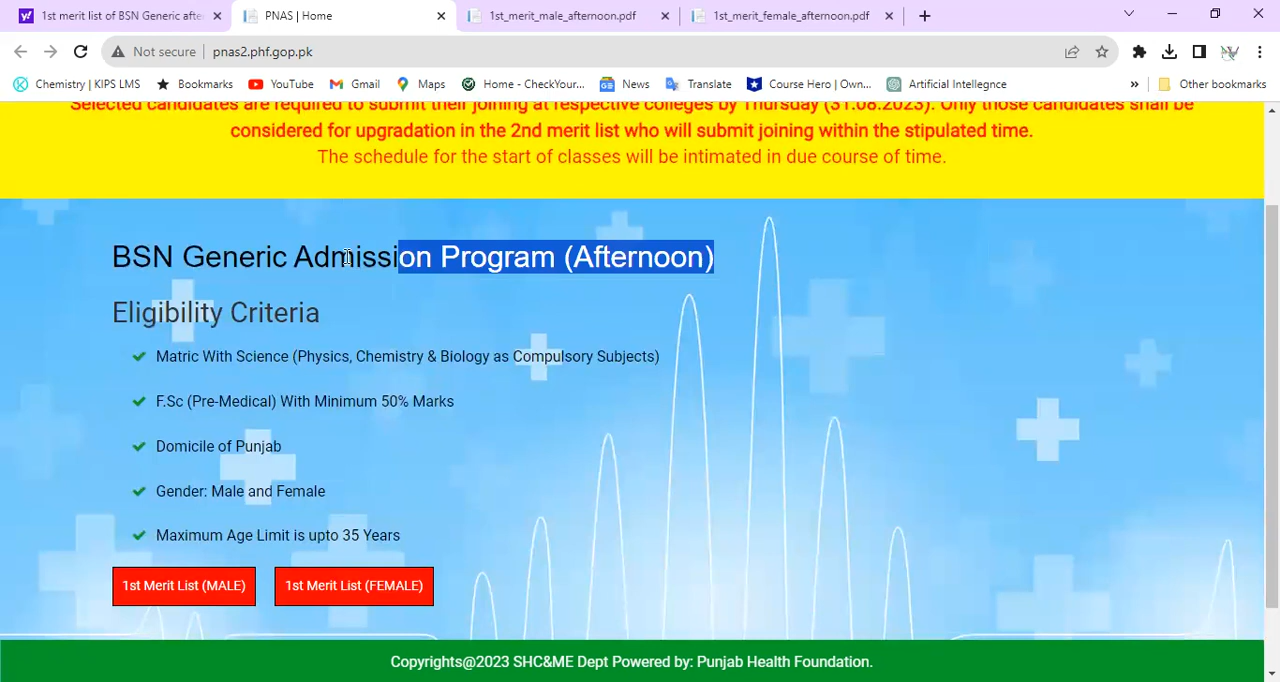 1st merit list of BSN Generic afte
PNAS | Home
1st_merit_male_afternoon.pdf
1st_merit_female_afternoon.pdf
Not secure
pnas2.phf.gop.pk
Chemistry | KIPS LMS
Bookmarks
YouTube
Gmail
Maps
Home - CheckYour...
News
Translate
Course Hero | Own...
Artificial Intellegnce
»
Other bookmarks
Selected candidates are required to submit their joining at respective colleges by Thursday (31.08.2023). Only those candidates shall be
considered for upgradation in the 2nd merit list who will submit joining within the stipulated time.
The schedule for the start of classes will be intimated in due course of time.
BSN Generic Admission Program (Afternoon)
Eligibility Criteria
Matric With Science (Physics, Chemistry & Biology as Compulsory Subjects)
F.Sc (Pre-Medical) With Minimum 50% Marks
Domicile of Punjab
Gender: Male and Female
Maximum Age Limit is upto 35 Years
1st Merit List (MALE)
1st Merit List (FEMALE)
Copyrights@2023 SHC&ME Dept Powered by: Punjab Health Foundation.